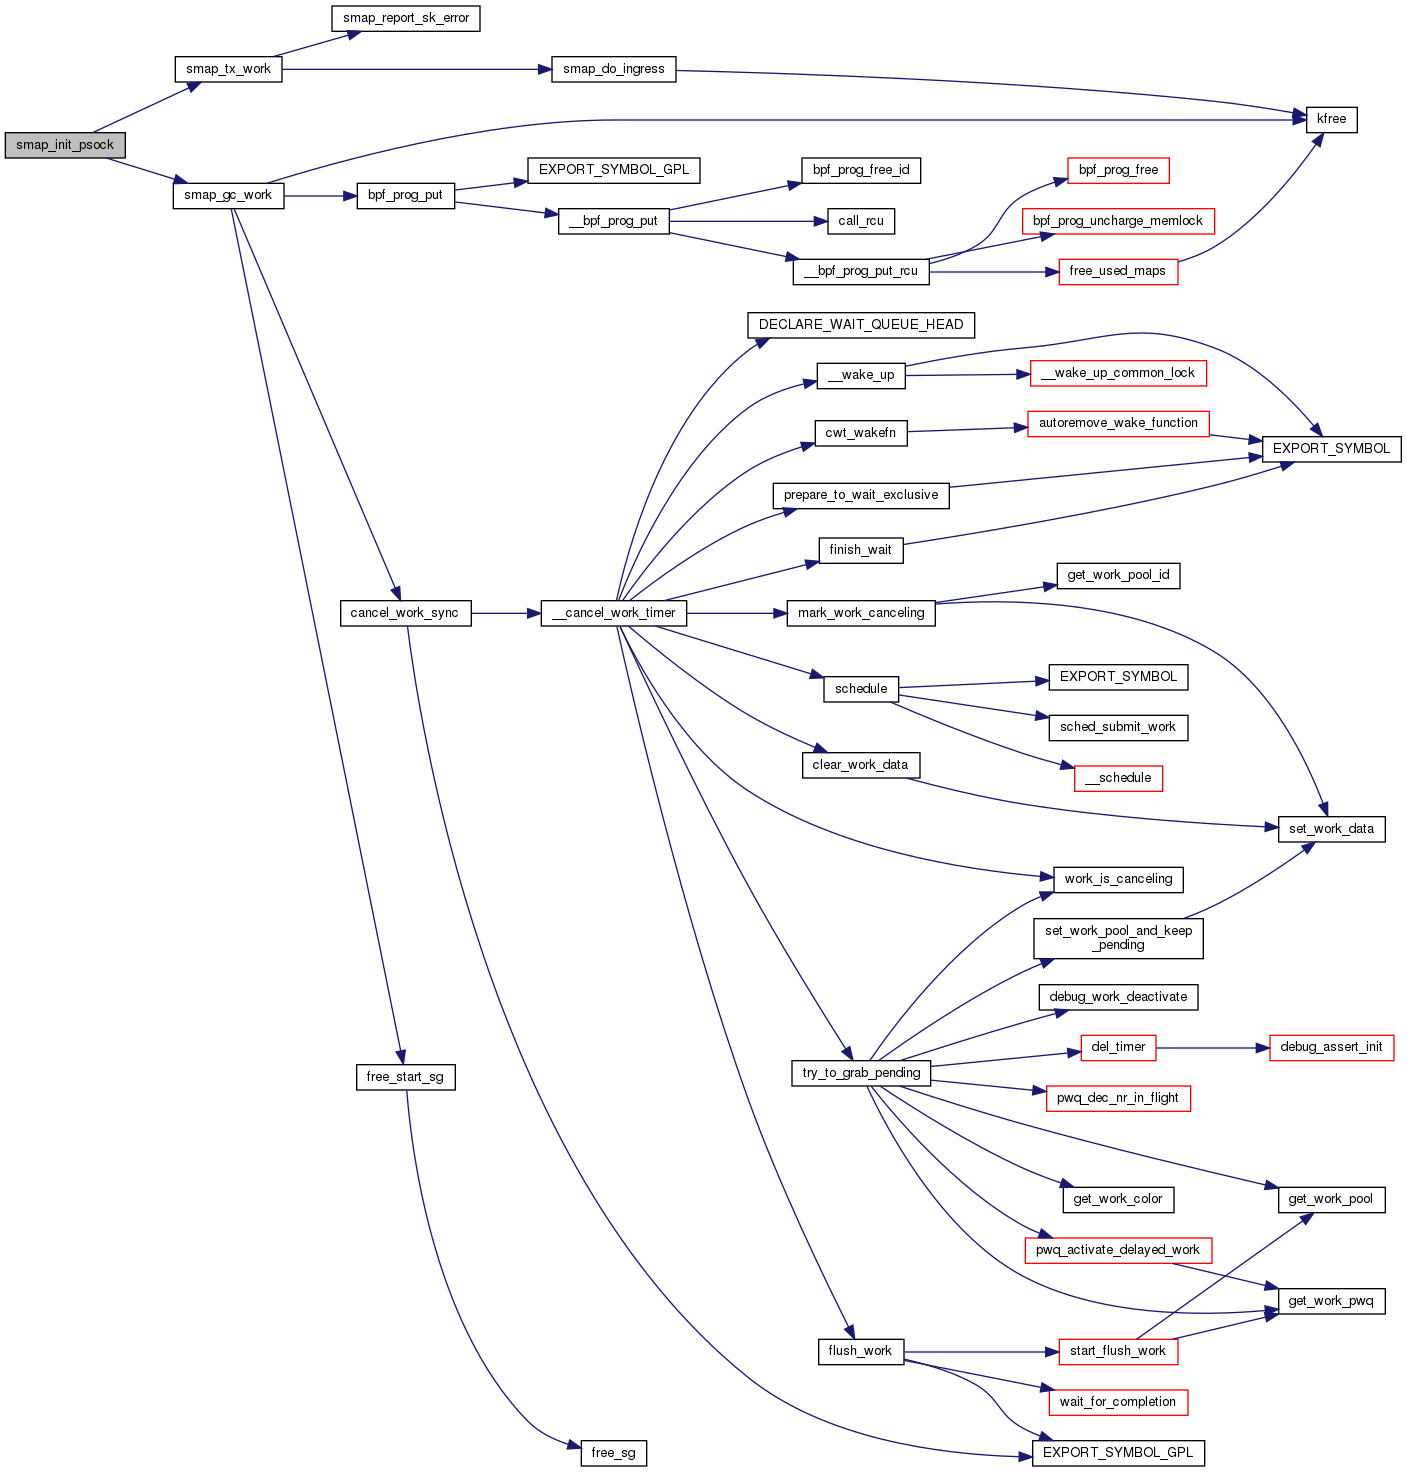 smap_report_sk_error
smap_tx_work
smap_do_ingress
kfree
smap_init_psock
EXPORT_SYMBOL_GPL
bpf_prog_free_id
bpf_prog_free
smap_gc_work
bpf_prog_put
__bpf_prog_put
call_rcu
bpf_prog_uncharge_memlock
__bpf_prog_put_rcu
free_used_maps
DECLARE_WAIT_QUEUE_HEAD
__wake_up
__wake_up_common_lock
cwt_wakefn
autoremove_wake_function
EXPORT_SYMBOL
prepare_to_wait_exclusive
finish_wait
get_work_pool_id
cancel_work_sync
__cancel_work_timer
mark_work_canceling
EXPORT_SYMBOL
schedule
sched_submit_work
clear_work_data
__schedule
set_work_data
work_is_canceling
set_work_pool_and_keep
_pending
debug_work_deactivate
del_timer
debug_assert_init
free_start_sg
try_to_grab_pending
pwq_dec_nr_in_flight
get_work_color
get_work_pool
pwq_activate_delayed_work
get_work_pwq
flush_work
start_flush_work
wait_for_completion
free_sg
EXPORT_SYMBOL_GPL